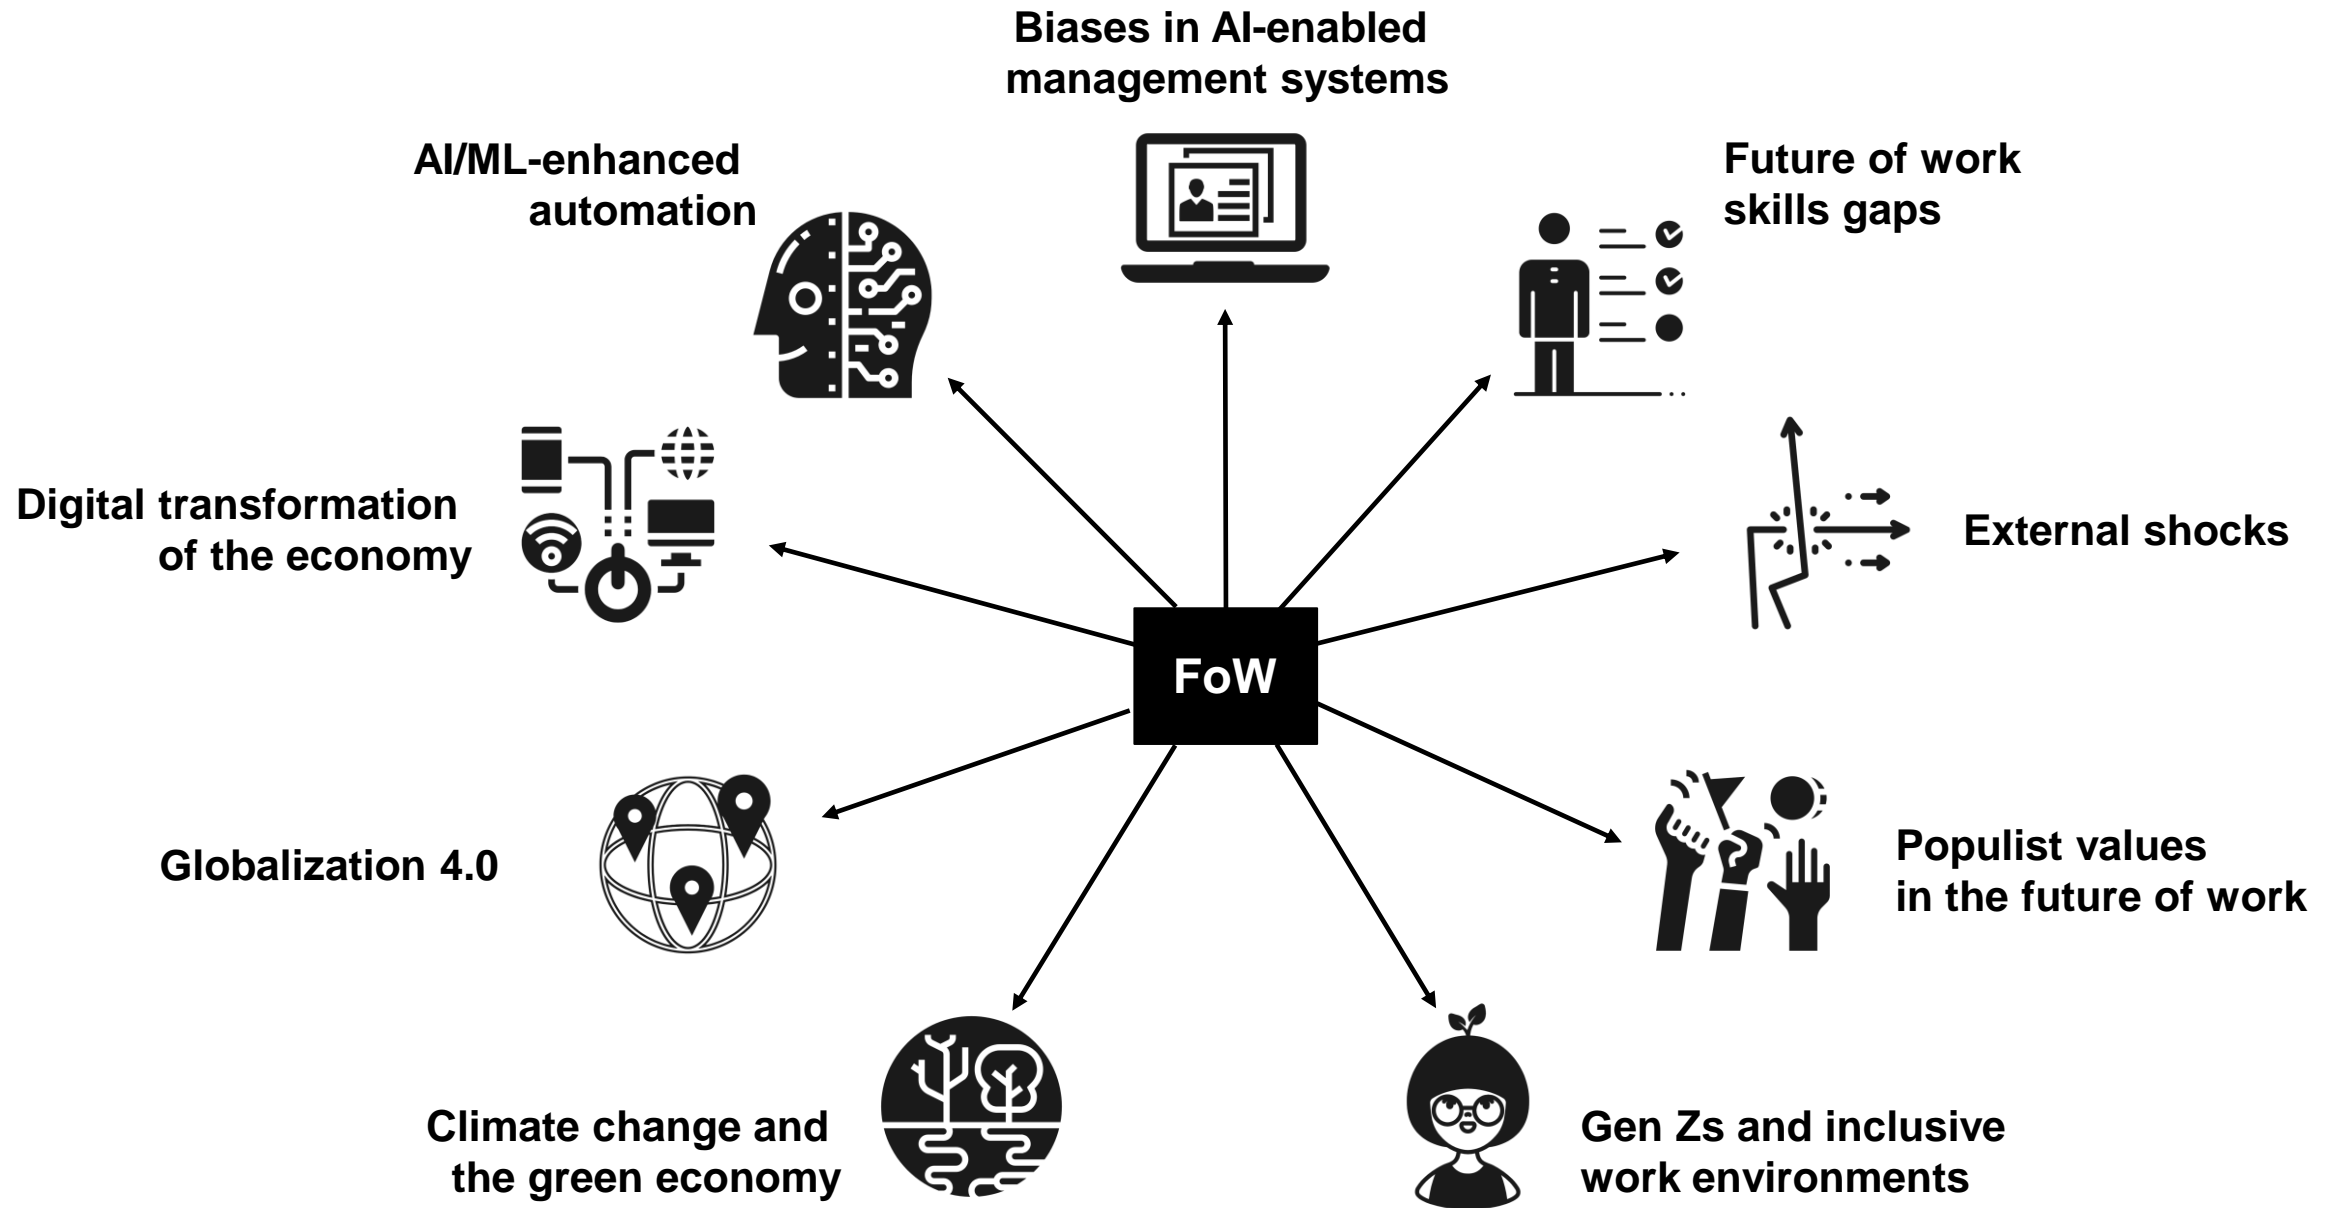 Biases in AI-enabled
management systems
AI/ML-enhanced
automation
Future of work
skills gaps
Digital transformation
of the economy
External shocks
FoW
Globalization 4.0
Populist values
in the future of work
Climate change and
the green economy
Gen Zs and inclusive
work environments